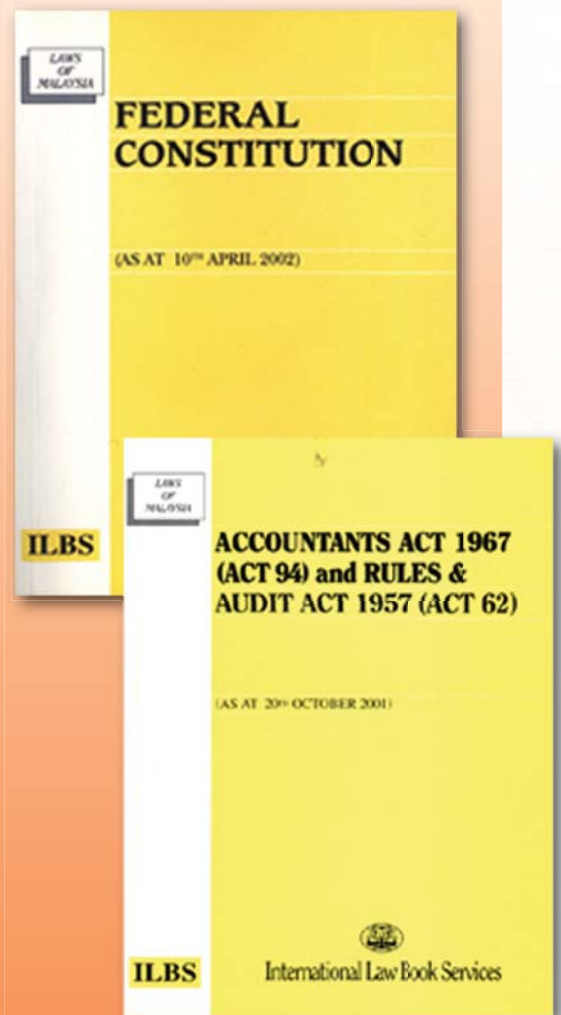 LAWS
OF
MALAYSIA
FEDERAL
CONSTITUTION
(AS AT 10TH APRIL 2002)
ILBS
LAWS
OF
MALAYSIA
ACCOUNTANTS ACT 1967
(ACT 94) and RULES &
AUDIT ACT 1957 (ACT 62)
(AS AT 20TH OCTOBER 2001)
ILBS
International Law Book Services